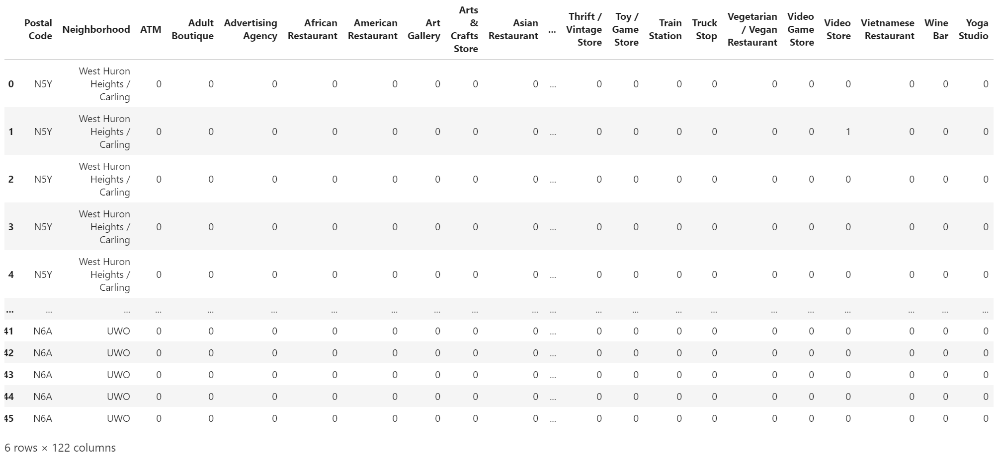 Postal Code Neighborhood ATM Adult Boutique Advertising Agency African Restaurant American Restaurant Art Gallery Arts & Crafts Store Asian Restaurant ... Thrift / Vintage Store Toy / Game Store Train Station Truck Stop Vegetarian / Vegan Restaurant Video Game Store Video Store Vietnamese Restaurant Wine Bar Yoga Studio
0 N5Y West Huron Heights / Carling 0 0 0 0 0 0 0 0 ... 0 0 0 0 0 0 0 0 0 0
1 N5Y West Huron Heights / Carling 0 0 0 0 0 0 0 0 ... 0 0 0 0 0 0 1 0 0 0
2 N5Y West Huron Heights / Carling 0 0 0 0 0 0 0 0 ... 0 0 0 0 0 0 0 0 0 0
3 N5Y West Huron Heights / Carling 0 0 0 0 0 0 0 0 ... 0 0 0 0 0 0 0 0 0 0
4 N5Y West Huron Heights / Carling 0 0 0 0 0 0 0 0 ... 0 0 0 0 0 0 0 0 0 0
... ... ... ... ... ... ... ... ... ... ... ... ... ... ... ... ... ... ... ... ... ...
41 N6A UWO 0 0 0 0 0 0 0 0 ... 0 0 0 0 0 0 0 0 0 0
42 N6A UWO 0 0 0 0 0 0 0 0 ... 0 0 0 0 0 0 0 0 0 0
43 N6A UWO 0 0 0 0 0 0 0 0 ... 0 0 0 0 0 0 0 0 0 0
44 N6A UWO 0 0 0 0 0 0 0 0 ... 0 0 0 0 0 0 0 0 0 0
45 N6A UWO 0 0 0 0 0 0 0 0 ... 0 0 0 0 0 0 0 0 0 0
6 rows × 122 columns